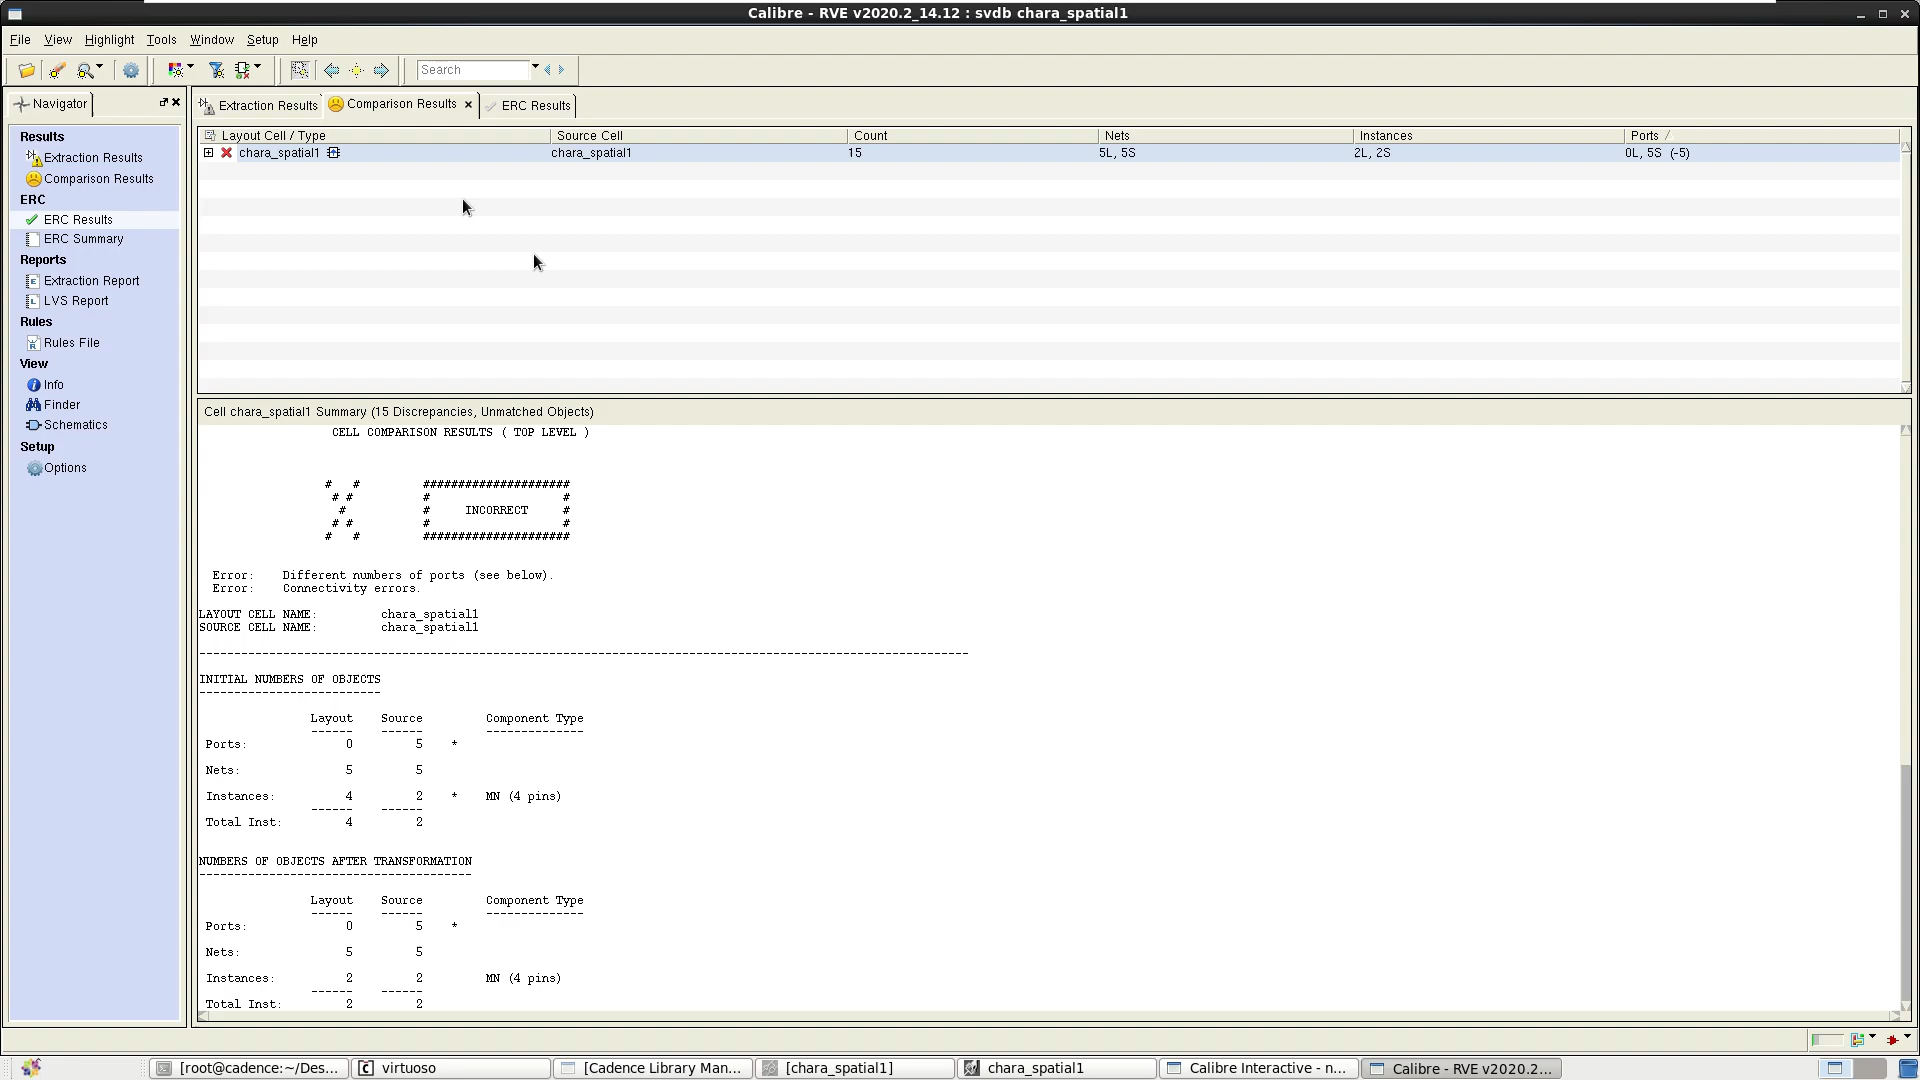 Calibre - RVE v2020.2_14.12 : svdb chara_spatial1
File View Highlight Tools Window Setup Help
Search
Navigator
Extraction Results Comparison Results ERC Results
Results
Extraction Results
Comparison Results
ERC
ERC Results
ERC Summary
Reports
Extraction Report
LVS Report
Rules
Rules File
View
Info
Finder
Schematics
Setup
Options
Layout Cell / Type Source Cell Count Nets Instances Ports
chara_spatial1 chara_spatial1 15 5L, 5S 2L, 2S 0L, 5S (-5)
Cell chara_spatial1 Summary (15 Discrepancies, Unmatched Objects)
CELL COMPARISON RESULTS ( TOP LEVEL )
# # #####################
# # # #
# # INCORRECT #
# # # #
# # #####################
Error: Different numbers of ports (see below).
Error: Connectivity errors.
LAYOUT CELL NAME: chara_spatial1
SOURCE CELL NAME: chara_spatial1
INITIAL NUMBERS OF OBJECTS
Layout Source Component Type
Ports: 0 5 *
Nets: 5 5
Instances: 4 2 * MN (4 pins)
Total Inst: 4 2
NUMBERS OF OBJECTS AFTER TRANSFORMATION
Layout Source Component Type
Ports: 0 5 *
Nets: 5 5
Instances: 2 2 MN (4 pins)
Total Inst: 2 2
[root@cadence:~/Des... virtuoso [Cadence Library Man... [chara_spatial1] chara_spatial1 Calibre Interactive - n... Calibre - RVE v2020.2...